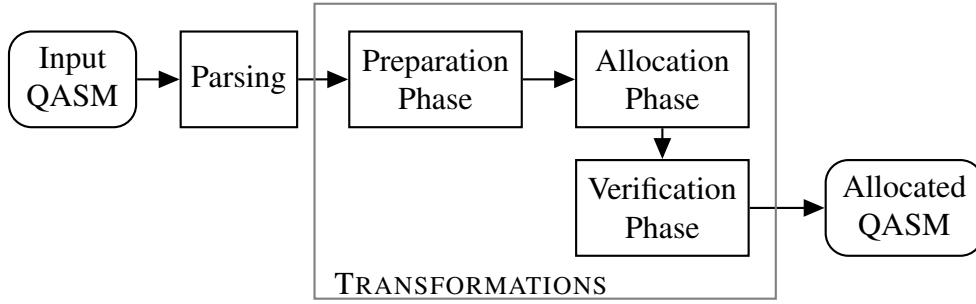 Input
QASM
Parsing
Preparation
Phase
Allocation
Phase
Verification
Phase
Allocated
QASM
TRANSFORMATIONS